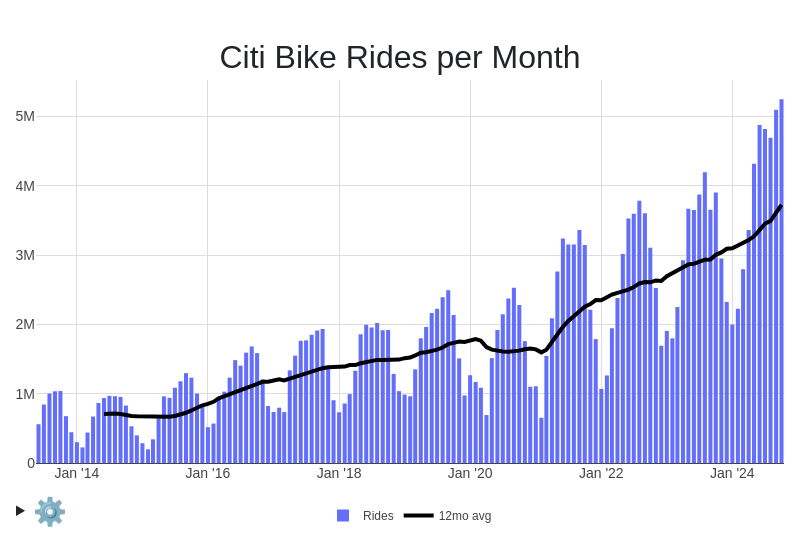 Citi Bike Rides per Month
5M
4M
3M
2M
1M
0
Jan '14 Jan '16 Jan '18 Jan '20 Jan '22 Jan '24
Rides 12mo avg